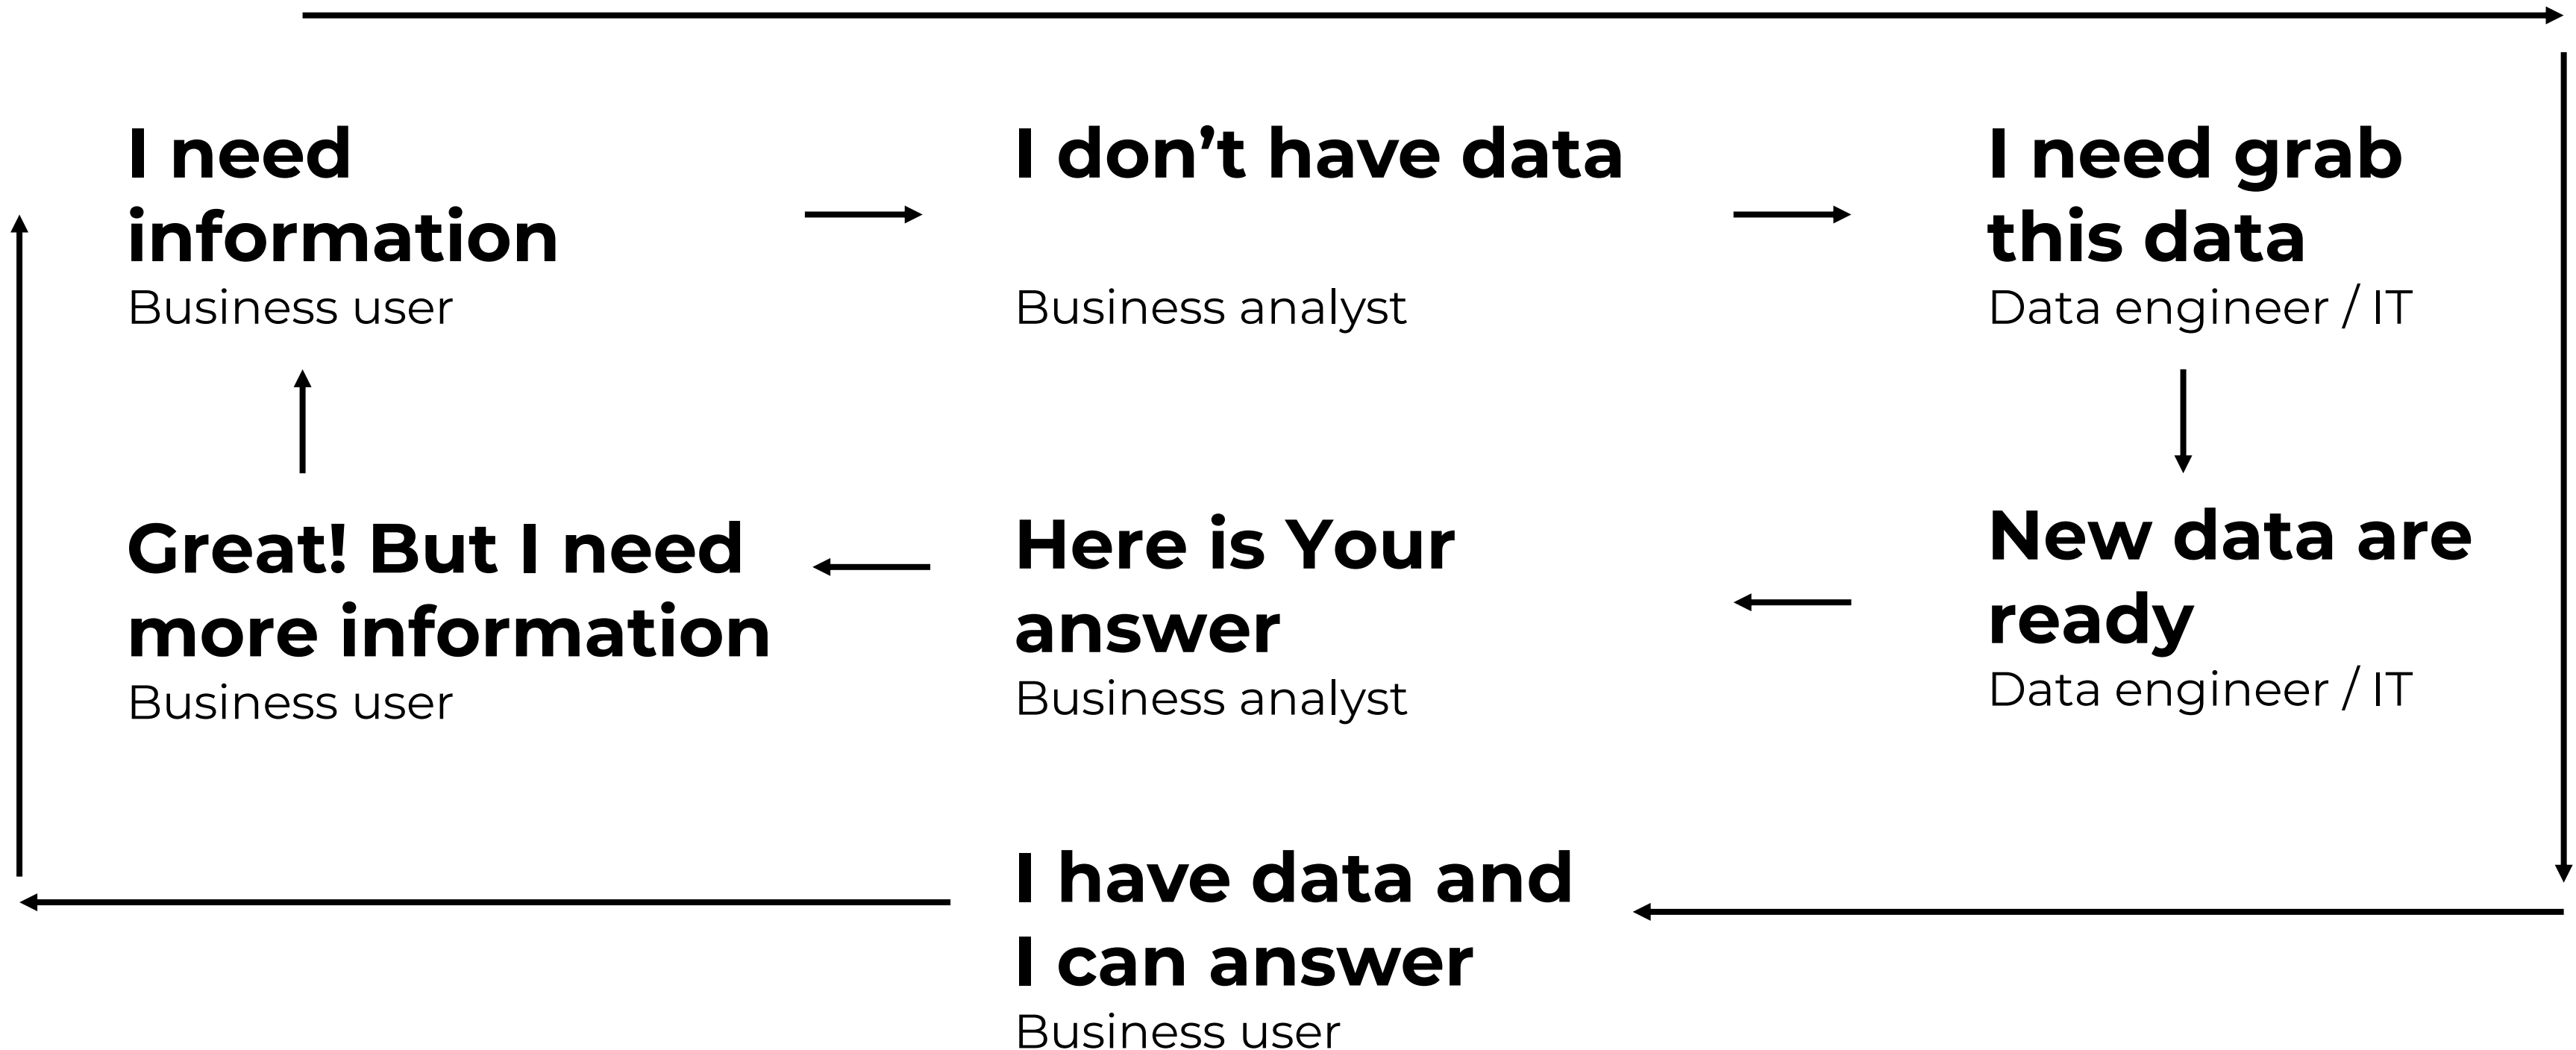 I need
information
Business user
I don’t have data
Business analyst
I need grab
this data
Data engineer / IT
Great! But I need
more information
Business user
Here is Your
answer
Business analyst
New data are
ready
Data engineer / IT
I have data and
I can answer
Business user